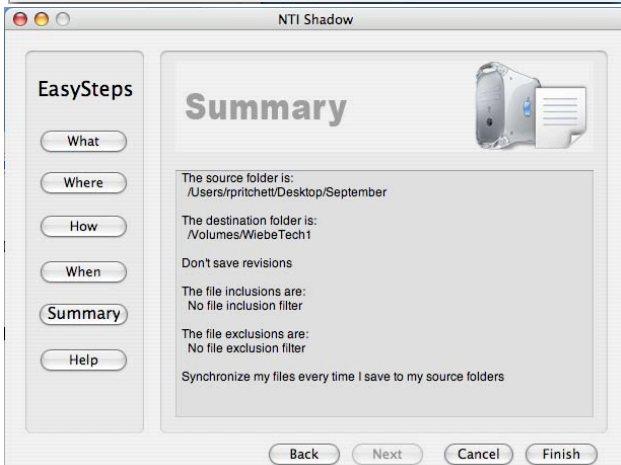 NTI Shadow
EasySteps
What
Where
How
When
Summary
Help
Summary
The source folder is:
/Users/rpritchett/Desktop/September
The destination folder is:
/Volumes/WiebeTech1
Don't save revisions
The file inclusions are:
No file inclusion filter
The file exclusions are:
No file exclusion filter
Synchronize my files every time I save to my source folders
Back
Next
Cancel
Finish